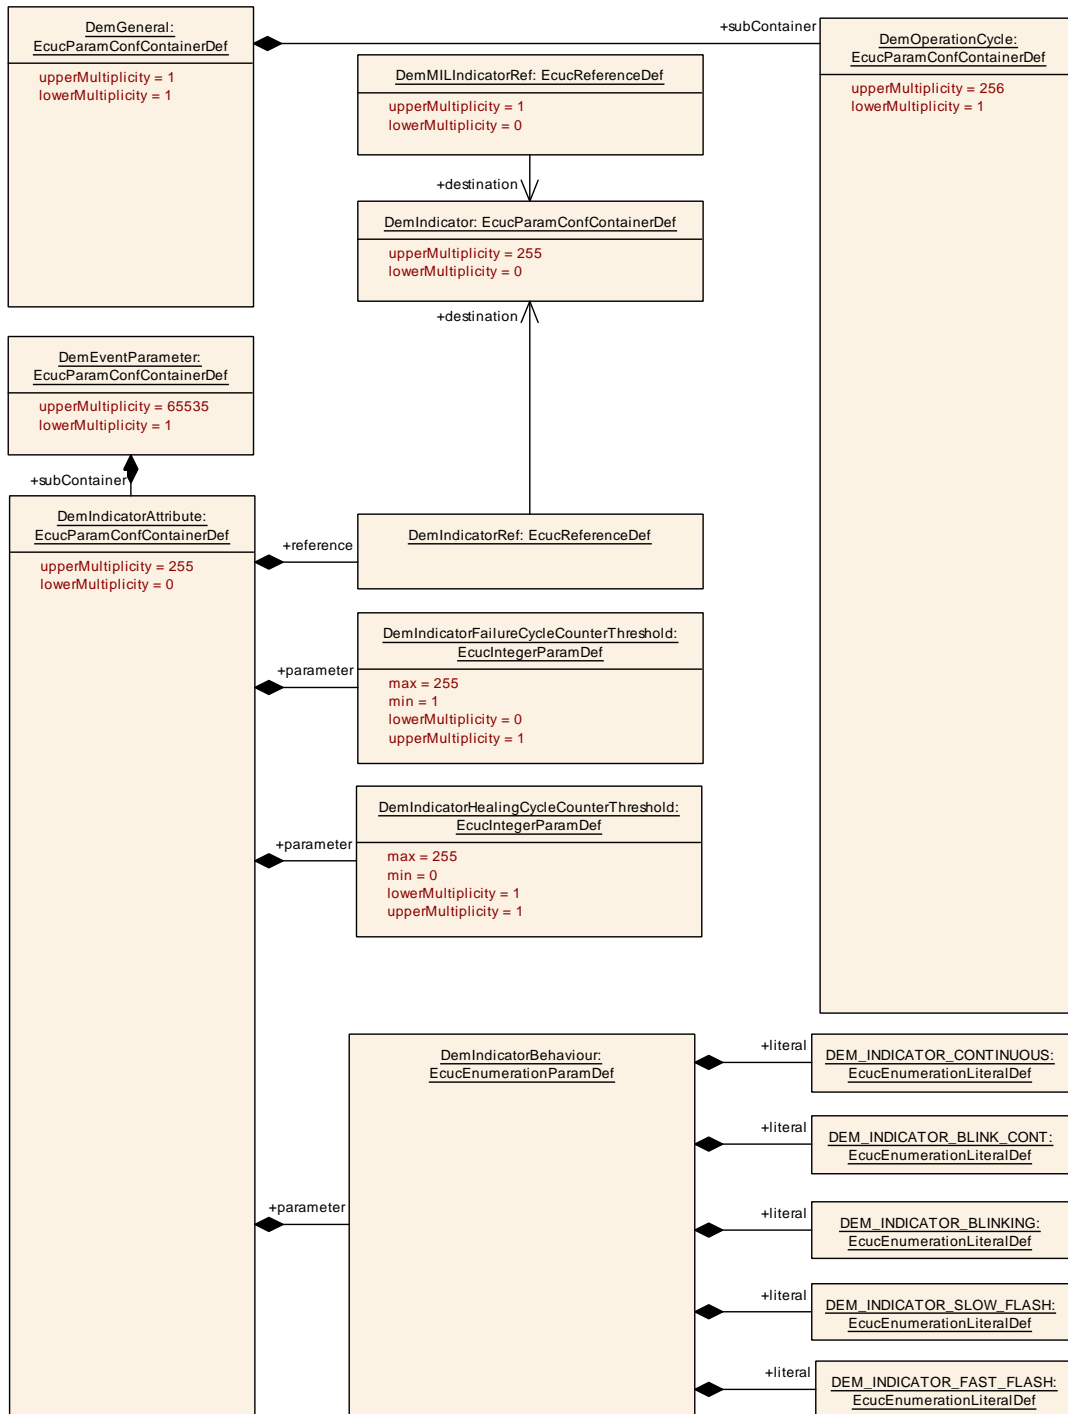 DemGeneral:
EcucParamConfContainerDef
upperMultiplicity = 1
lowerMultiplicity = 1
+subContainer
DemOperationCycle:
EcucParamConfContainerDef
upperMultiplicity = 256
lowerMultiplicity = 1
DemMILIndicatorRef: EcucReferenceDef
upperMultiplicity = 1
lowerMultiplicity = 0
+destination
DemIndicator: EcucParamConfContainerDef
upperMultiplicity = 255
lowerMultiplicity = 0
+destination
DemEventParameter:
EcucParamConfContainerDef
upperMultiplicity = 65535
lowerMultiplicity = 1
+subContainer
DemIndicatorAttribute:
EcucParamConfContainerDef
upperMultiplicity = 255
lowerMultiplicity = 0
+reference
DemIndicatorRef: EcucReferenceDef
+parameter
DemIndicatorFailureCycleCounterThreshold:
EcucIntegerParamDef
max = 255
min = 1
lowerMultiplicity = 0
upperMultiplicity = 1
+parameter
DemIndicatorHealingCycleCounterThreshold:
EcucIntegerParamDef
max = 255
min = 0
lowerMultiplicity = 1
upperMultiplicity = 1
+parameter
DemIndicatorBehaviour:
EcucEnumerationParamDef
+literal
DEM_INDICATOR_CONTINUOUS:
EcucEnumerationLiteralDef
+literal
DEM_INDICATOR_BLINK_CONT:
EcucEnumerationLiteralDef
+literal
DEM_INDICATOR_BLINKING:
EcucEnumerationLiteralDef
+literal
DEM_INDICATOR_SLOW_FLASH:
EcucEnumerationLiteralDef
+literal
DEM_INDICATOR_FAST_FLASH:
EcucEnumerationLiteralDef